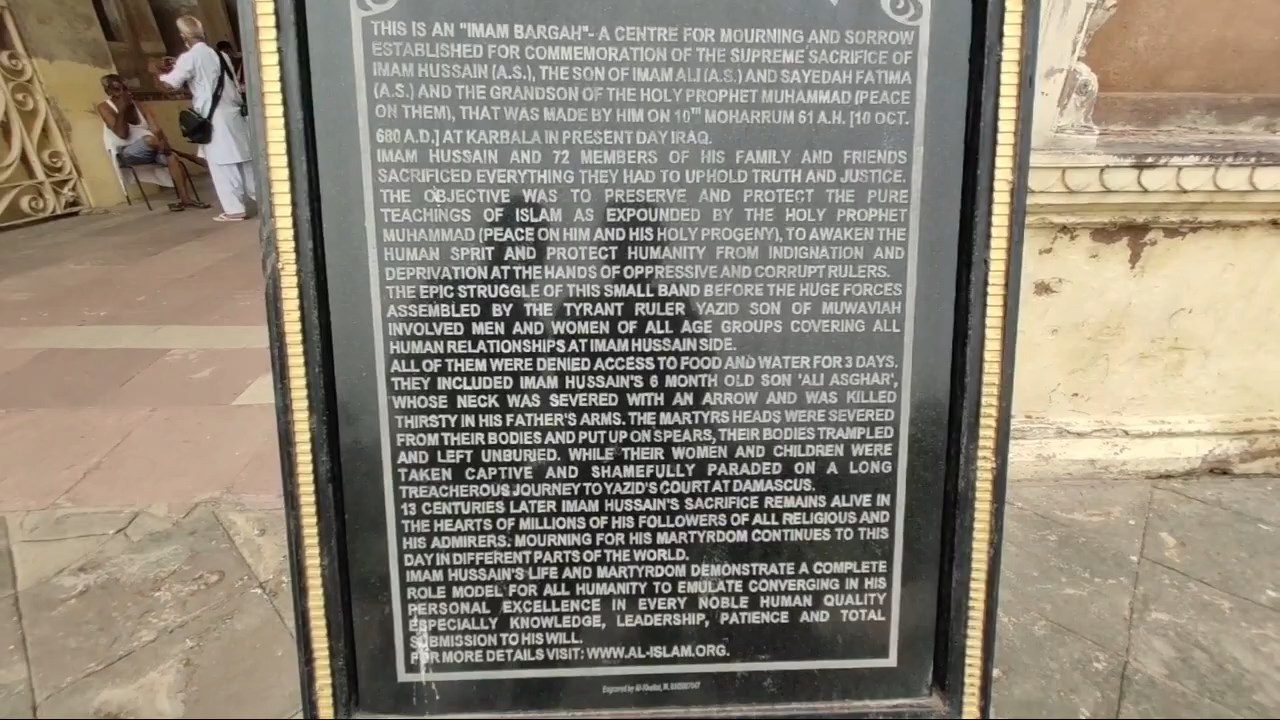 THIS IS AN "IMAM BARGAH"- A CENTRE FOR MOURNING AND SORROW
ESTABLISHED FOR COMMEMORATION OF THE SUPREME SACRIFICE OF
IMAM HUSSAIN (A.S.), THE SON OF IMAM ALI (A.S.) AND SAYEDAH FATIMA
(A.S.) AND THE GRANDSON OF THE HOLY PROPHET MUHAMMAD (PEACE
ON THEM), THAT WAS MADE BY HIM ON 10TH MOHARRUM 61 A.H. [10 OCT.
680 A.D.] AT KARBALA IN PRESENT DAY IRAQ.
IMAM HUSSAIN AND 72 MEMBERS OF HIS FAMILY AND FRIENDS
SACRIFICED EVERYTHING THEY HAD TO UPHOLD TRUTH AND JUSTICE.
THE OBJECTIVE WAS TO PRESERVE AND PROTECT THE PURE
TEACHINGS OF ISLAM AS EXPOUNDED BY THE HOLY PROPHET
MUHAMMAD (PEACE ON HIM AND HIS HOLY PROGENY), TO AWAKEN THE
HUMAN SPRIT AND PROTECT HUMANITY FROM INDIGNATION AND
DEPRIVATION AT THE HANDS OF OPPRESSIVE AND CORRUPT RULERS.
THE EPIC STRUGGLE OF THIS SMALL BAND BEFORE THE HUGE FORCES
ASSEMBLED BY THE TYRANT RULER YAZID SON OF MUWAVIAH
INVOLVED MEN AND WOMEN OF ALL AGE GROUPS COVERING ALL
HUMAN RELATIONSHIPS AT IMAM HUSSAIN SIDE.
ALL OF THEM WERE DENIED ACCESS TO FOOD AND WATER FOR 3 DAYS.
THEY INCLUDED IMAM HUSSAIN'S 6 MONTH OLD SON 'ALI ASGHAR',
WHOSE NECK WAS SEVERED WITH AN ARROW AND WAS KILLED
THIRSTY IN HIS FATHER'S ARMS. THE MARTYRS HEADS WERE SEVERED
FROM THEIR BODIES AND PUT UP ON SPEARS, THEIR BODIES TRAMPLED
AND LEFT UNBURIED. WHILE THEIR WOMEN AND CHILDREN WERE
TAKEN CAPTIVE AND SHAMEFULLY PARADED ON A LONG
TREACHEROUS JOURNEY TO YAZID'S COURT AT DAMASCUS.
13 CENTURIES LATER IMAM HUSSAIN'S SACRIFICE REMAINS ALIVE IN
THE HEARTS OF MILLIONS OF HIS FOLLOWERS OF ALL RELIGIOUS AND
HIS ADMIRERS. MOURNING FOR HIS MARTYRDOM CONTINUES TO THIS
DAY IN DIFFERENT PARTS OF THE WORLD.
IMAM HUSSAIN'S LIFE AND MARTYRDOM DEMONSTRATE A COMPLETE
ROLE MODEL FOR ALL HUMANITY TO EMULATE CONVERGING IN HIS
PERSONAL EXCELLENCE IN EVERY NOBLE HUMAN QUALITY
ESPECIALLY KNOWLEDGE, LEADERSHIP, PATIENCE AND TOTAL
SUBMISSION TO HIS WILL.
FOR MORE DETAILS VISIT: WWW.AL-ISLAM.ORG.
Engraved by